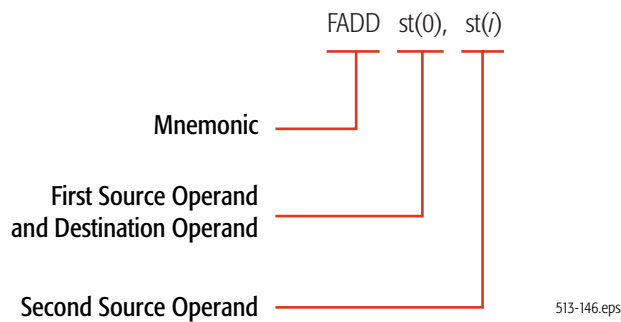 FADD st(0), st(i)
Mnemonic
First Source Operand
and Destination Operand
Second Source Operand
513-146.eps